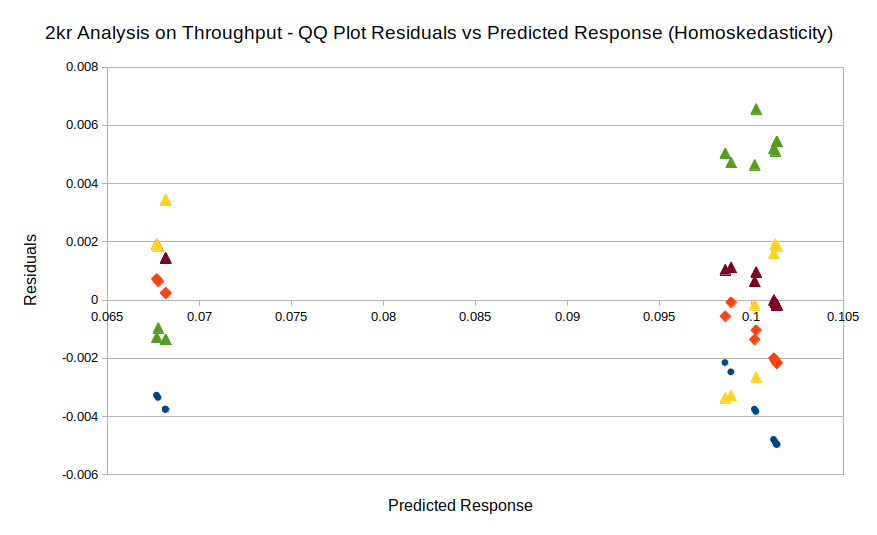 2kr Analysis on Throughput - QQ Plot Residuals vs Predicted Response (Homoskedasticity)
0.008
0.006
0.004
0.002
0
-0.002
-0.004
-0.006
0.065 0.07 0.075 0.08 0.085 0.09 0.095 0.1 0.105
Residuals
Predicted Response